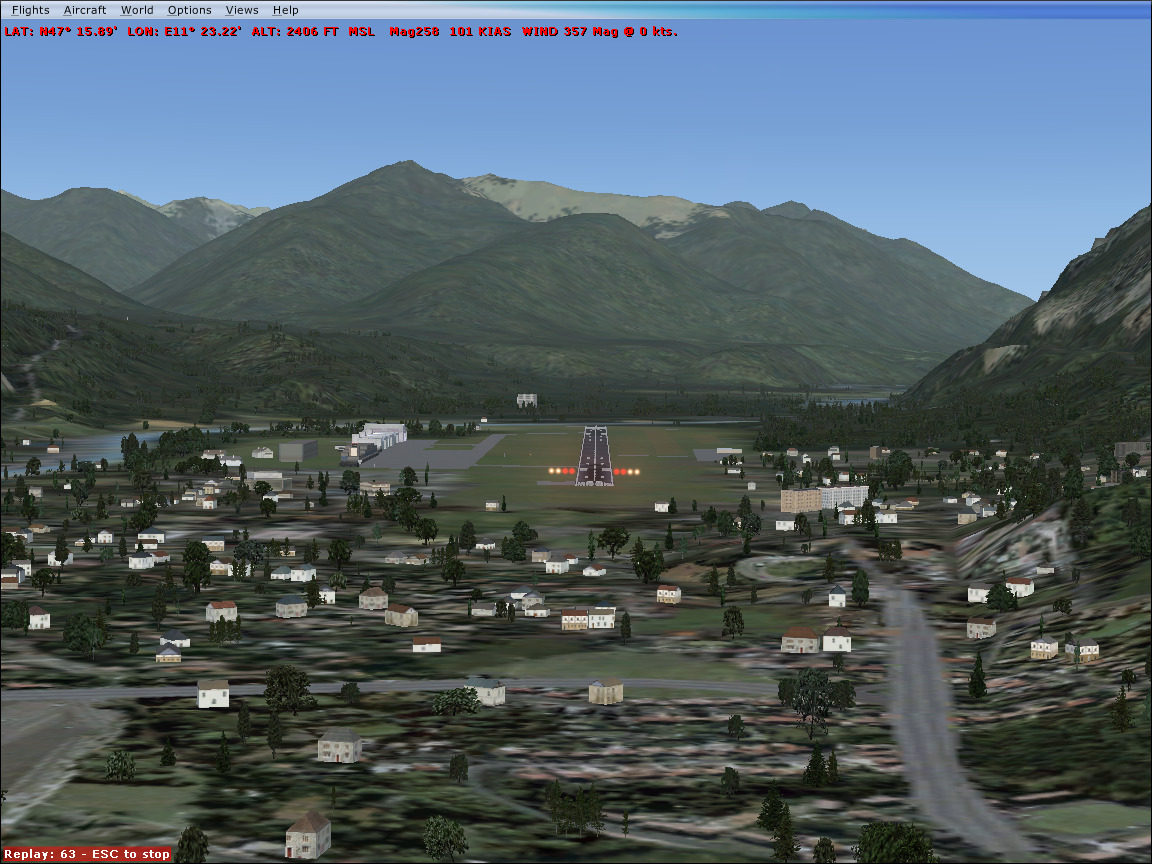 Flights Aircraft World Options Views Help
LAT: N47° 15.89' LON: E11° 23.22' ALT: 2406 FT MSL Mag258 101 KIAS WIND 357 Mag @ 0 kts.
Replay: 63 - ESC to stop